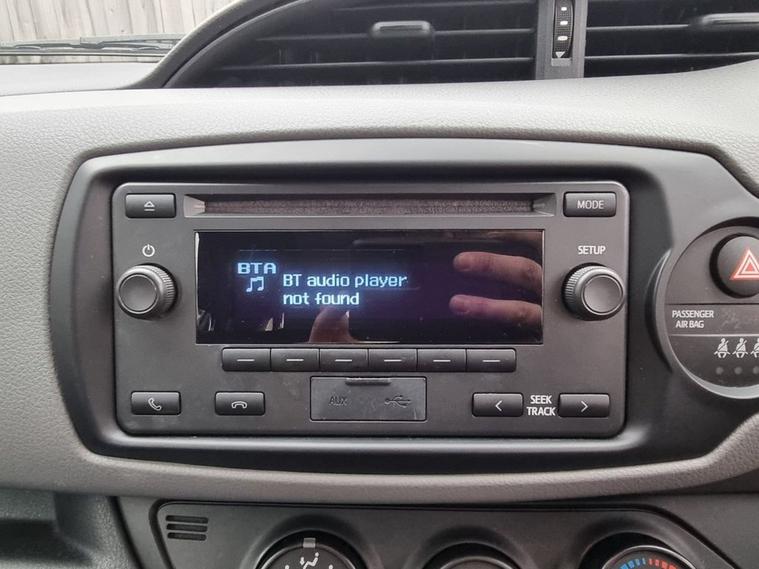 MODE
SETUP
BTA
BT audio player
not found
PASSENGER
AIR BAG
AUX
SEEK
TRACK